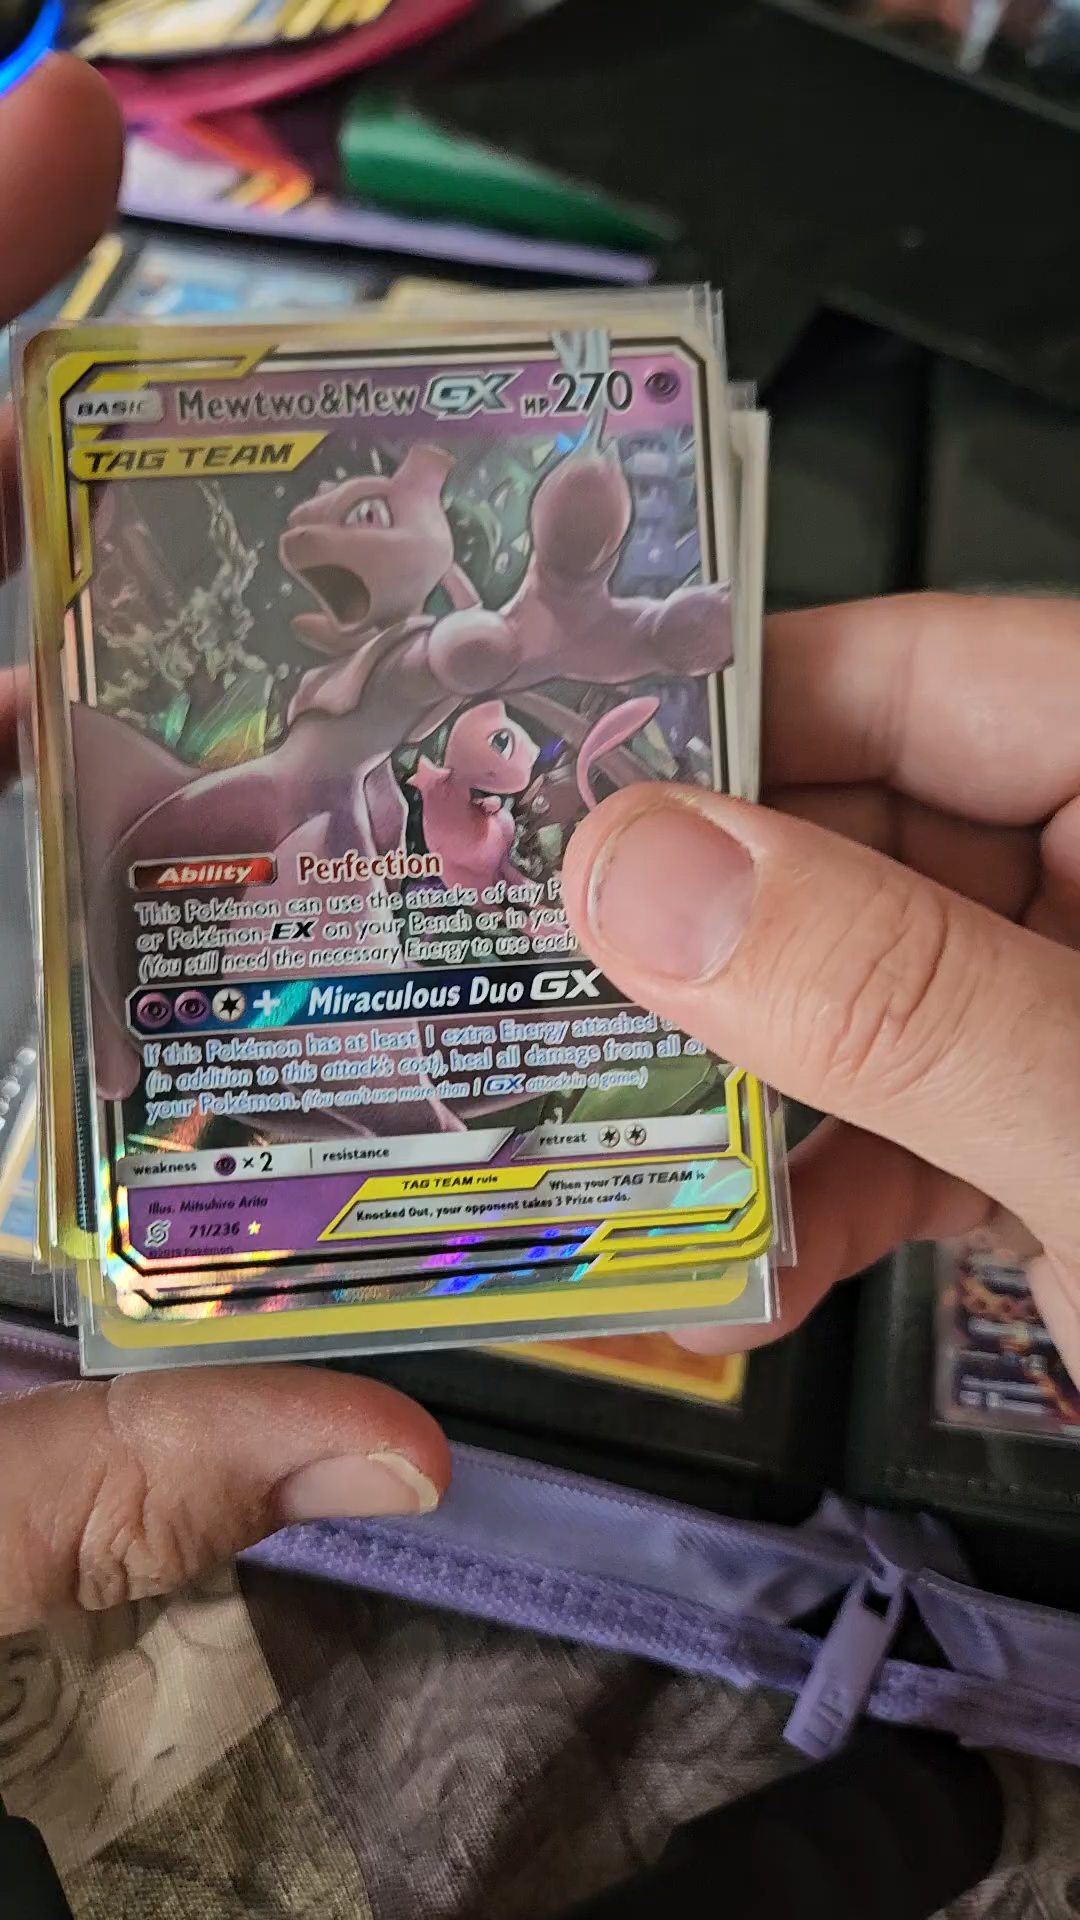 BASIC Mewtwo&Mew GX HP270
TAG TEAM
Ability Perfection
This Pokémon can use the attacks of any
or Pokémon-EX on your Bench or in
(You still need the necessary Energy to use each
+ Miraculous Duo GX
If this Pokémon has at least 1 extra Energy attached
(in addition to this attack's cost), heal all damage from all of
your Pokémon. (You can't use more than 1 GX attack in a game.)
weakness ×2 resistance retreat
Illus. Mitsuhiro Arita
TAG TEAM rule When your TAG TEAM is
Knocked Out, your opponent takes 3 Prize cards.
71/236
©2019 Pokémon